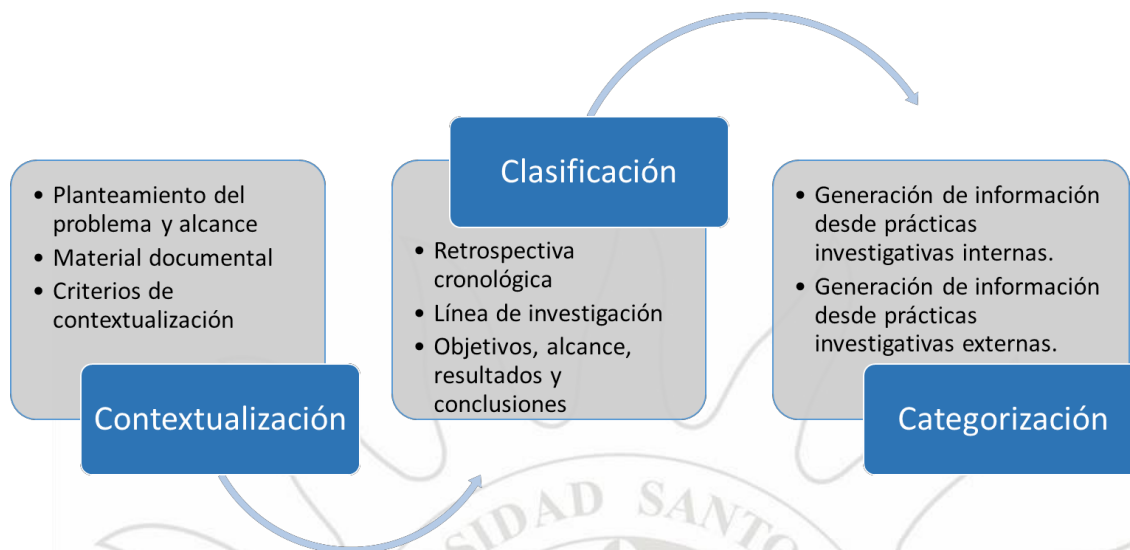 • Planteamiento del
problema y alcance
• Material documental
• Criterios de
contextualización
Contextualización
Clasificación
• Retrospectiva
cronológica
• Línea de investigación
• Objetivos, alcance,
resultados y
conclusiones
• Generación de información
desde prácticas
investigativas internas.
• Generación de información
desde prácticas
investigativas externas.
Categorización
SIDAD SANTO